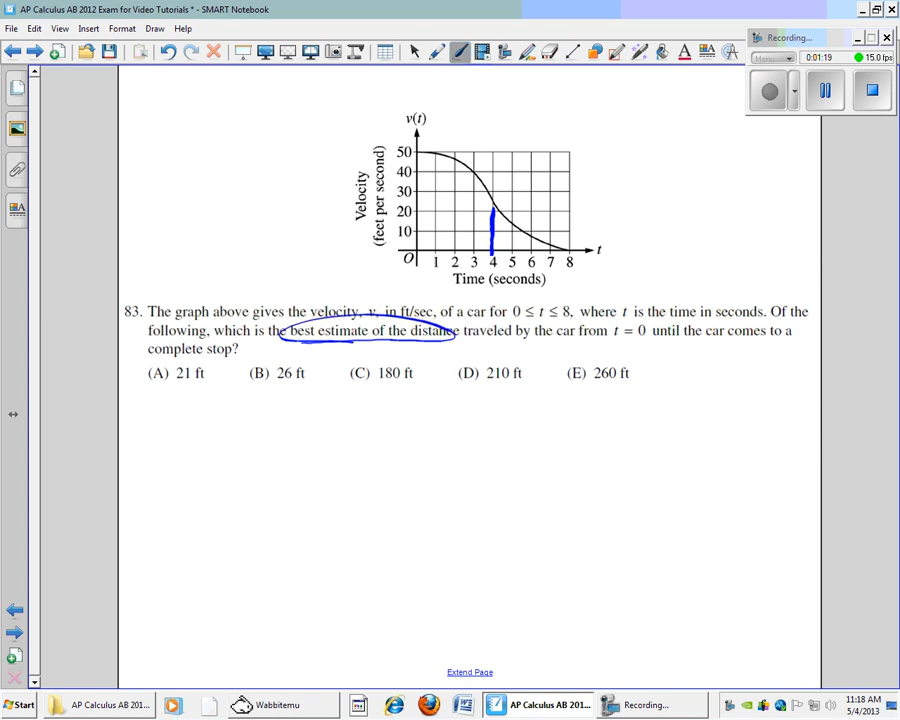 AP Calculus AB 2012 Exam for Video Tutorials * - SMART Notebook
File Edit View Insert Format Draw Help
Recording...
Menu 0:01:19 15.0 fps
v(t)
50
40
30
20
10
Velocity
(feet per second)
O 1 2 3 4 5 6 7 8 t
Time (seconds)
83. The graph above gives the velocity, v, in ft/sec, of a car for 0 ≤ t ≤ 8, where t is the time in seconds. Of the
following, which is the best estimate of the distance traveled by the car from t = 0 until the car comes to a
complete stop?
(A) 21 ft (B) 26 ft (C) 180 ft (D) 210 ft (E) 260 ft
Extend Page
Start AP Calculus AB 201... Wabbitemu AP Calculus AB 201... Recording... 11:18 AM
5/4/2013